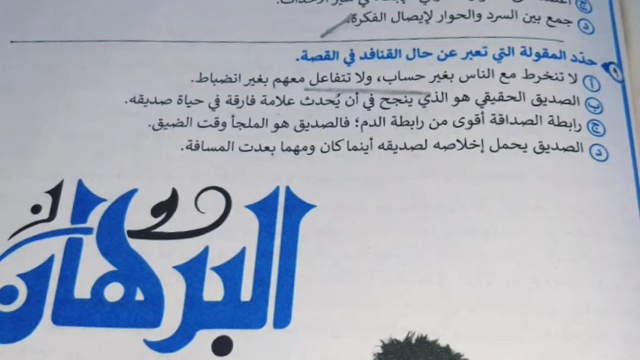 د جمع بين السرد والحوار لإيصال الفكرة.
٥ حدّد المقولة التي تعبر عن حال القنافد في القصة.
أ لا تنخرط مع الناس بغير حساب، ولا تتفاعل معهم بغير انضباط.
ب الصديق الحقيقي هو الذي ينجح في أن يُحدث علامة فارقة في حياة صديقه.
ج رابطة الصداقة أقوى من رابطة الدم؛ فالصديق هو الملجأ وقت الضيق.
د الصديق يحمل إخلاصه لصديقه أينما كان ومهما بعدت المسافة.
البرهان